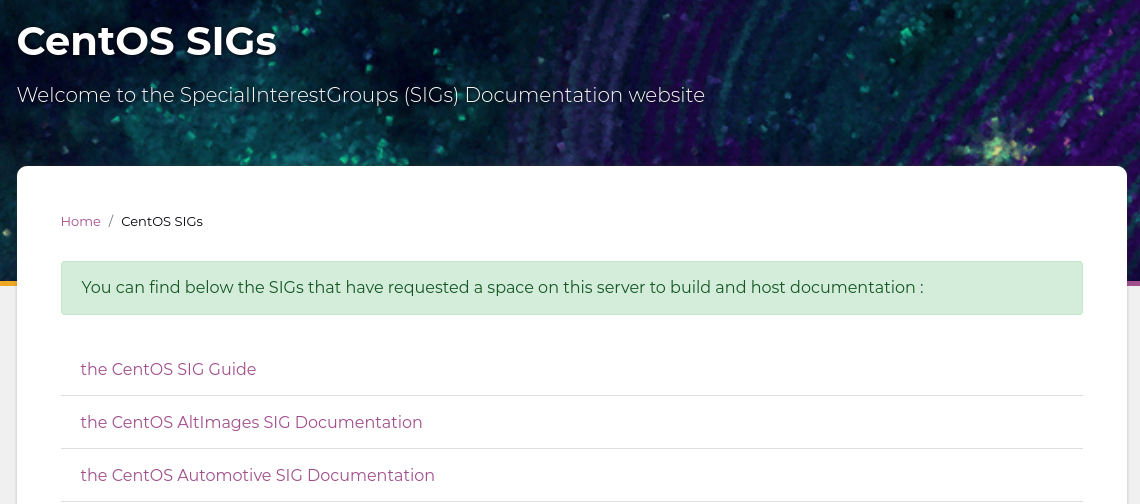 CentOS SIGs
Welcome to the SpecialInterestGroups (SIGs) Documentation website
Home / CentOS SIGs
You can find below the SIGs that have requested a space on this server to build and host documentation :
the CentOS SIG Guide
the CentOS AltImages SIG Documentation
the CentOS Automotive SIG Documentation